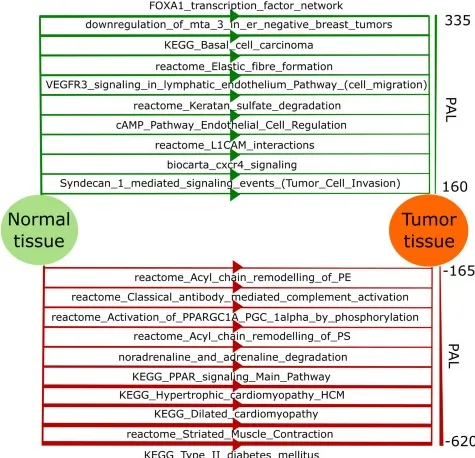 FOXA1_transcription_factor_network
335
downregulation_of_mta_3_in_er_negative_breast_tumors
KEGG_Basal_cell_carcinoma
reactome_Elastic_fibre_formation
VEGFR3_signaling_in_lymphatic_endothelium_Pathway_(cell_migration)
reactome_Keratan_sulfate_degradation
PAL
cAMP_Pathway_Endothelial_Cell_Regulation
reactome_L1CAM_interactions
biocarta_cxcr4_signaling
Syndecan_1_mediated_signaling_events_(Tumor_Cell_Invasion)
160
Normal
tissue
Tumor
tissue
-165
reactome_Acyl_chain_remodelling_of_PE
reactome_Classical_antibody_mediated_complement_activation
reactome_Activation_of_PPARGC1A_PGC_1alpha_by_phosphorylation
reactome_Acyl_chain_remodelling_of_PS
PAL
noradrenaline_and_adrenaline_degradation
KEGG_PPAR_signaling_Main_Pathway
KEGG_Hypertrophic_cardiomyopathy_HCM
KEGG_Dilated_cardiomyopathy
reactome_Striated_Muscle_Contraction
-620
KEGG_Type_II_diabetes_mellitus